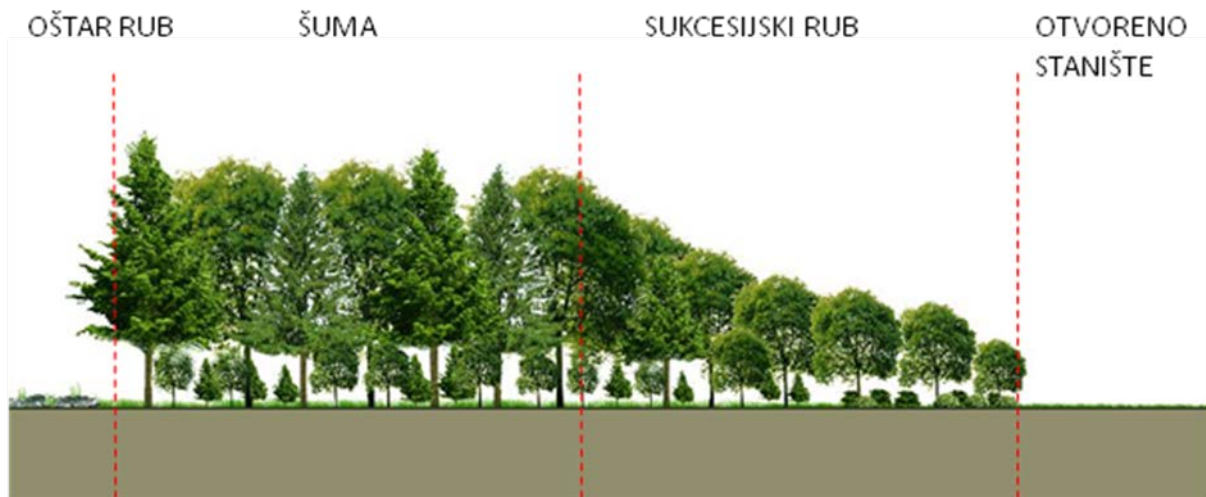 OŠTAR RUB
ŠUMA
SUKCESIJSKI RUB
OTVORENO
STANIŠTE